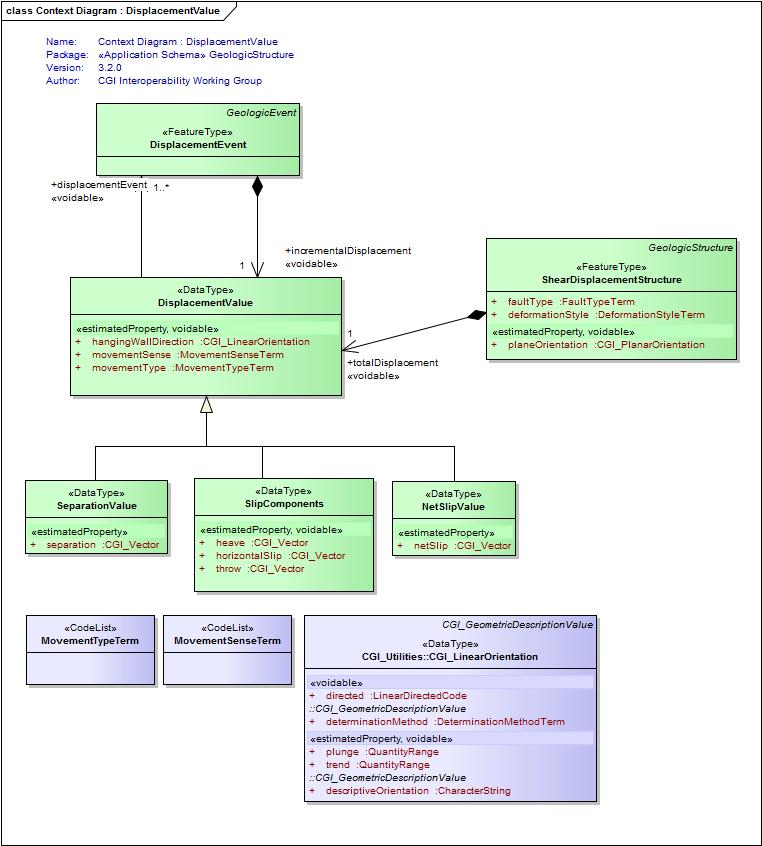 class Context Diagram : DisplacementValue
Name: Context Diagram : DisplacementValue
Package: «Application Schema» GeologicStructure
Version: 3.2.0
Author: CGI Interoperability Working Group
GeologicEvent
«FeatureType»
DisplacementEvent
+displacementEvent 1..*
«voidable»
+incrementalDisplacement
1 «voidable»
GeologicStructure
«FeatureType»
ShearDisplacementStructure
+ faultType :FaultTypeTerm
+ deformationStyle :DeformationStyleTerm
«estimatedProperty, voidable»
+ planeOrientation :CGI_PlanarOrientation
«DataType»
DisplacementValue
«estimatedProperty, voidable»
+ hangingWallDirection :CGI_LinearOrientation
+ movementSense :MovementSenseTerm
+ movementType :MovementTypeTerm
1
+totalDisplacement
«voidable»
«DataType»
SeparationValue
«estimatedProperty»
+ separation :CGI_Vector
«DataType»
SlipComponents
«estimatedProperty, voidable»
+ heave :CGI_Vector
+ horizontalSlip :CGI_Vector
+ throw :CGI_Vector
«DataType»
NetSlipValue
«estimatedProperty»
+ netSlip :CGI_Vector
«CodeList»
MovementTypeTerm
«CodeList»
MovementSenseTerm
CGI_GeometricDescriptionValue
«DataType»
CGI_Utilities::CGI_LinearOrientation
«voidable»
+ directed :LinearDirectedCode
::CGI_GeometricDescriptionValue
+ determinationMethod :DeterminationMethodTerm
«estimatedProperty, voidable»
+ plunge :QuantityRange
+ trend :QuantityRange
::CGI_GeometricDescriptionValue
+ descriptiveOrientation :CharacterString